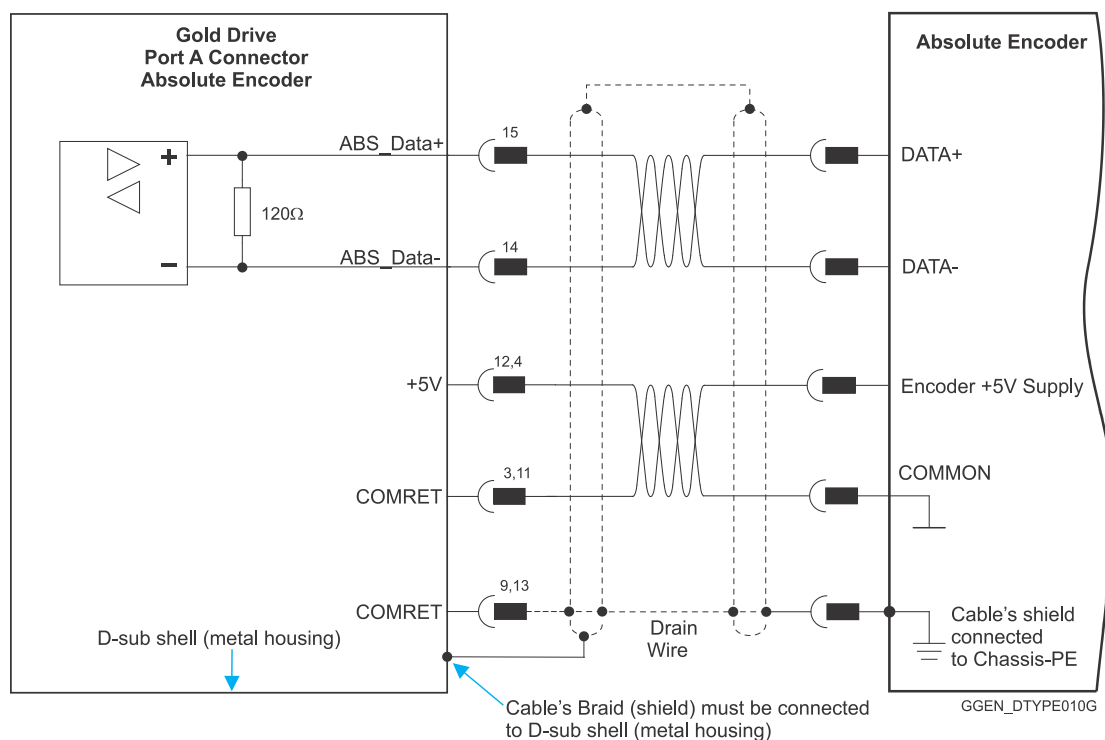 Gold Drive
Port A Connector
Absolute Encoder
Absolute Encoder
ABS_Data+
15
DATA+
+
120Ω
ABS_Data-
14
DATA-
−
+5V
12,4
Encoder +5V Supply
COMRET
3,11
COMMON
COMRET
9,13
Drain
Wire
Cable's shield
connected
to Chassis-PE
D-sub shell (metal housing)
Cable's Braid (shield) must be connected
to D-sub shell (metal housing)
GGEN_DTYPE010G